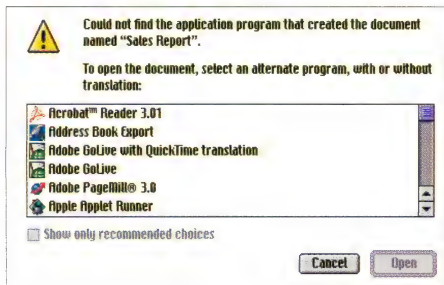 Could not find the application program that created the document
named “Sales Report”.
To open the document, select an alternate program, with or without
translation:
Acrobat™ Reader 3.01
Address Book Export
Adobe GoLive with QuickTime translation
Adobe GoLive
Adobe PageMill® 3.0
Apple Applet Runner
Show only recommended choices
Cancel
Open